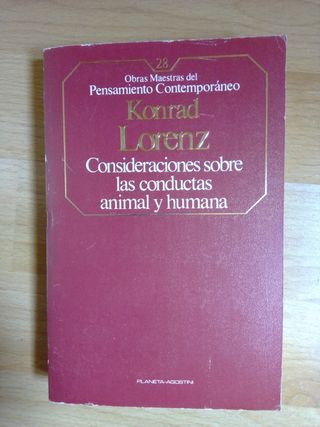 28
Obras Maestras del
Pensamiento Contemporáneo
Konrad
Lorenz
Consideraciones sobre
las conductas
animal y humana
PLANETA-AGOSTINI